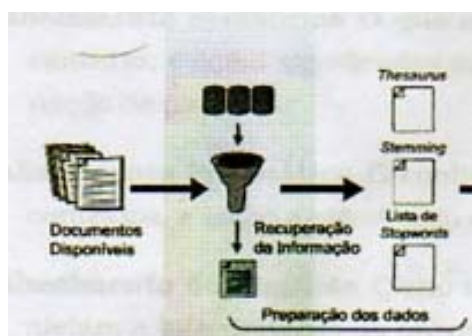 Thesaurus
Stemming
Documentos
Disponíveis
Recuperação
da Informação
Lista de
Stopwords
Preparação dos dados